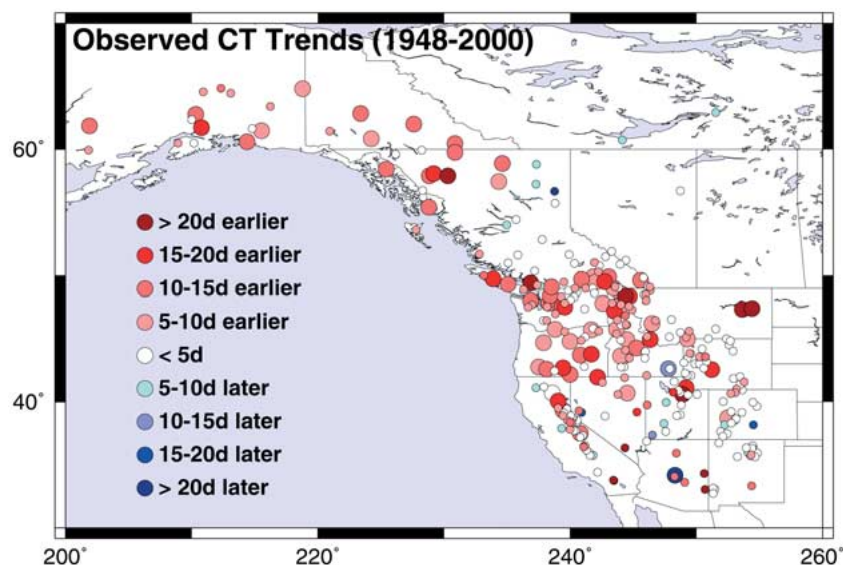 Observed CT Trends (1948-2000)
60˚
> 20d earlier
15-20d earlier
10-15d earlier
5-10d earlier
< 5d
5-10d later
40˚
10-15d later
15-20d later
> 20d later
200˚ 220˚ 240˚ 260˚